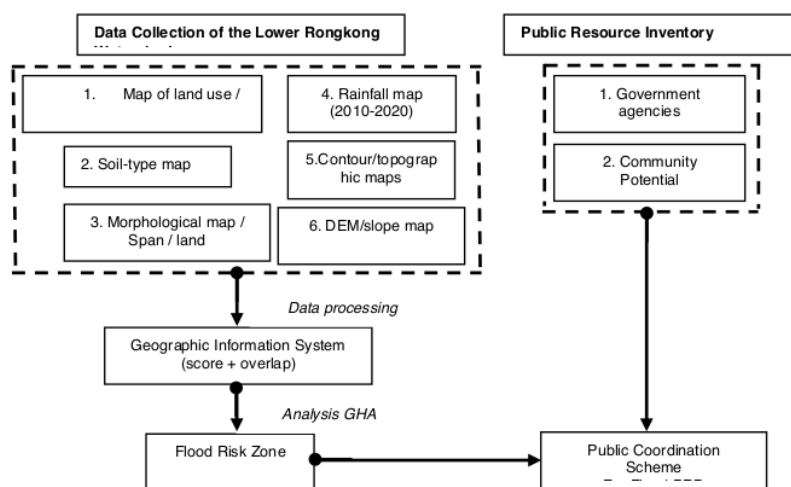 Data Collection of the Lower Rongkong
Public Resource Inventory
1. Map of land use /
2. Soil-type map
3. Morphological map /
Span / land
4. Rainfall map
(2010-2020)
5.Contour/topograp
hic maps
6. DEM/slope map
1. Government
agencies
2. Community
Potential
Data processing
Geographic Information System
(score + overlap)
Analysis GHA
Flood Risk Zone
Public Coordination
Scheme